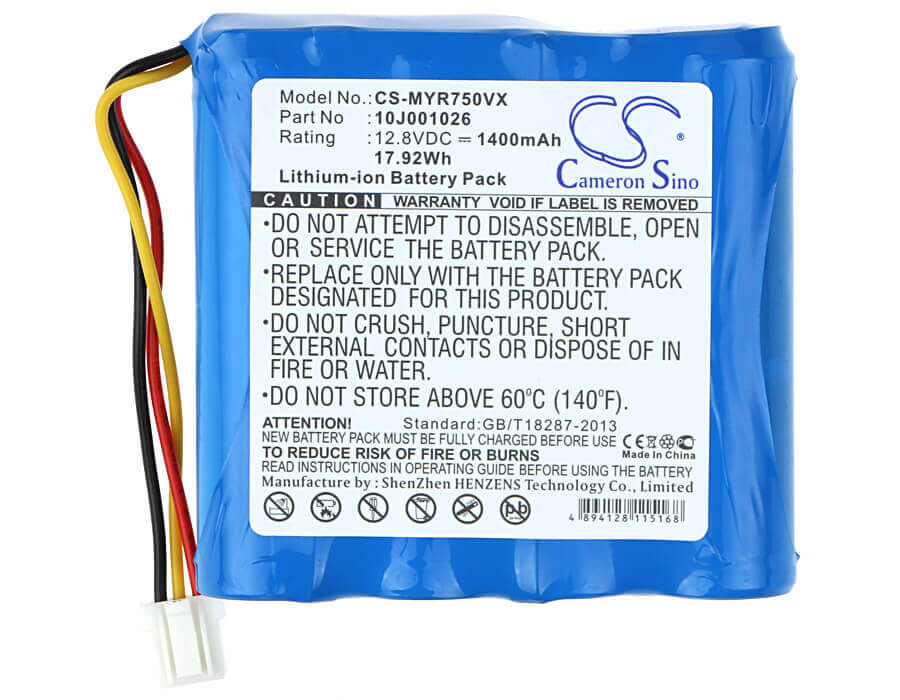 Model No.:CS-MYR750VX
Part No :10J001026
Rating :12.8VDC ⎓ 1400mAh
17.92Wh
Lithium-ion Battery Pack
CS
Cameron Sino
CAUTION WARRANTY VOID IF LABEL IS REMOVED
•DO NOT ATTEMPT TO DISASSEMBLE, OPEN
OR SERVICE THE BATTERY PACK.
•REPLACE ONLY WITH THE BATTERY PACK
DESIGNATED FOR THIS PRODUCT.
•DO NOT CRUSH, PUNCTURE, SHORT
EXTERNAL CONTACTS OR DISPOSE OF IN
FIRE OR WATER.
•DO NOT STORE ABOVE 60°C (140°F).
ATTENTION! Standard:GB/T18287-2013
NEW BATTERY PACK MUST BE FULLY CHARGED BEFORE USE
TO REDUCE RISK OF FIRE OR BURNS
READ INSTRUCTIONS IN OPERATING GUIDE BEFORE USING THE BATTERY
CE
Made In China
Manufacture by :ShenZhen HENZENS Technology Co., Ltd.
pb
4 894128 115168